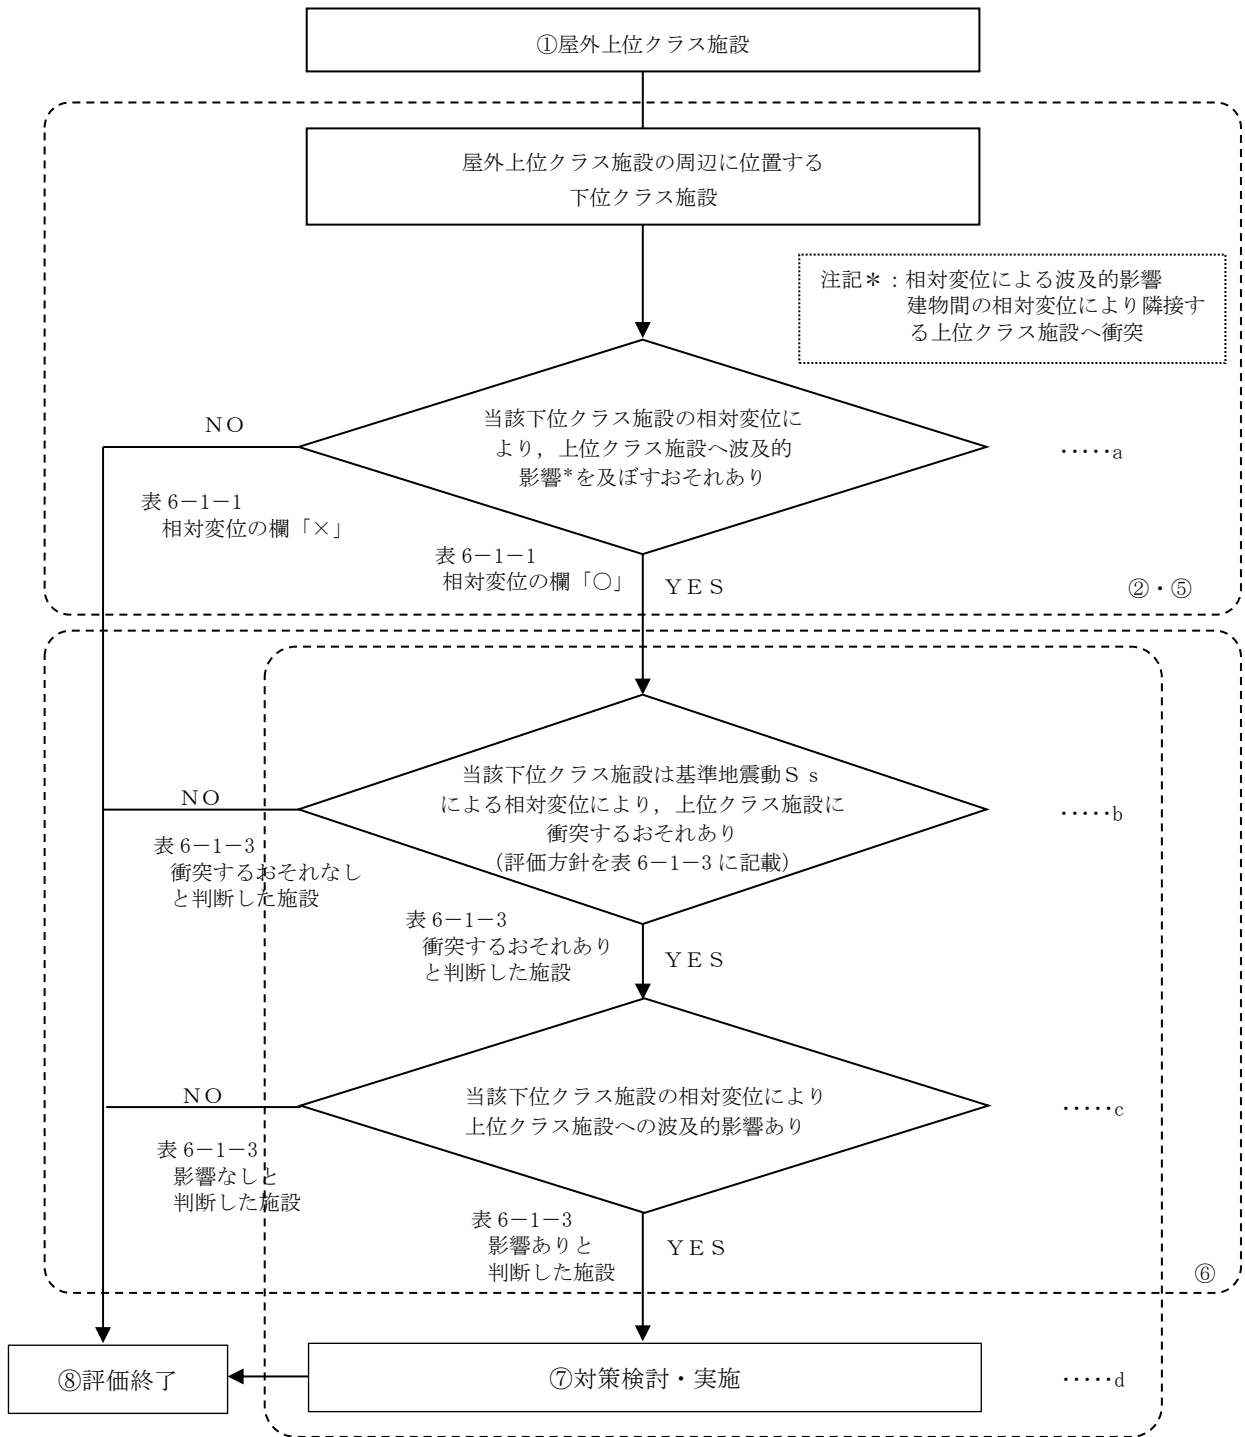 ①屋外上位クラス施設
屋外上位クラス施設の周辺に位置する
下位クラス施設
注記＊：相対変位による波及的影響
建物間の相対変位により隣接す
る上位クラス施設へ衝突
当該下位クラス施設の相対変位に
より，上位クラス施設へ波及的
影響*を及ぼすおそれあり
‥‥‥a
ＮＯ
表 6－1－1
相対変位の欄「×」
表 6－1－1
相対変位の欄「○」
ＹＥＳ
②・⑤
当該下位クラス施設は基準地震動Ｓｓ
による相対変位により，上位クラス施設に
衝突するおそれあり
（評価方針を表 6－1－3 に記載）
‥‥‥b
ＮＯ
表 6－1－3
衝突するおそれなし
と判断した施設
表 6－1－3
衝突するおそれあり
と判断した施設
ＹＥＳ
当該下位クラス施設の相対変位により
上位クラス施設への波及的影響あり
‥‥‥c
ＮＯ
表 6－1－3
影響なしと
判断した施設
表 6－1－3
影響ありと
判断した施設
ＹＥＳ
⑥
⑧評価終了
⑦対策検討・実施
‥‥‥d